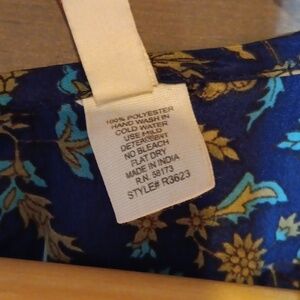 100% POLYESTER
HAND WASH IN
COLD WATER
USE MILD
DETERGENT
NO BLEACH
FLAT DRY
MADE IN INDIA
R.N. 58173
STYLE# R3623